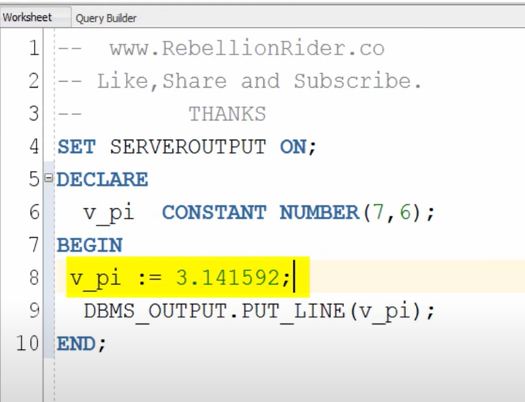 Worksheet Query Builder
1 -- www.RebellionRider.co
2 -- Like,Share and Subscribe.
3 -- THANKS
4 SET SERVEROUTPUT ON;
5 DECLARE
6 v_pi CONSTANT NUMBER(7,6);
7 BEGIN
8 v_pi := 3.141592;
9 DBMS_OUTPUT.PUT_LINE(v_pi);
10 END;